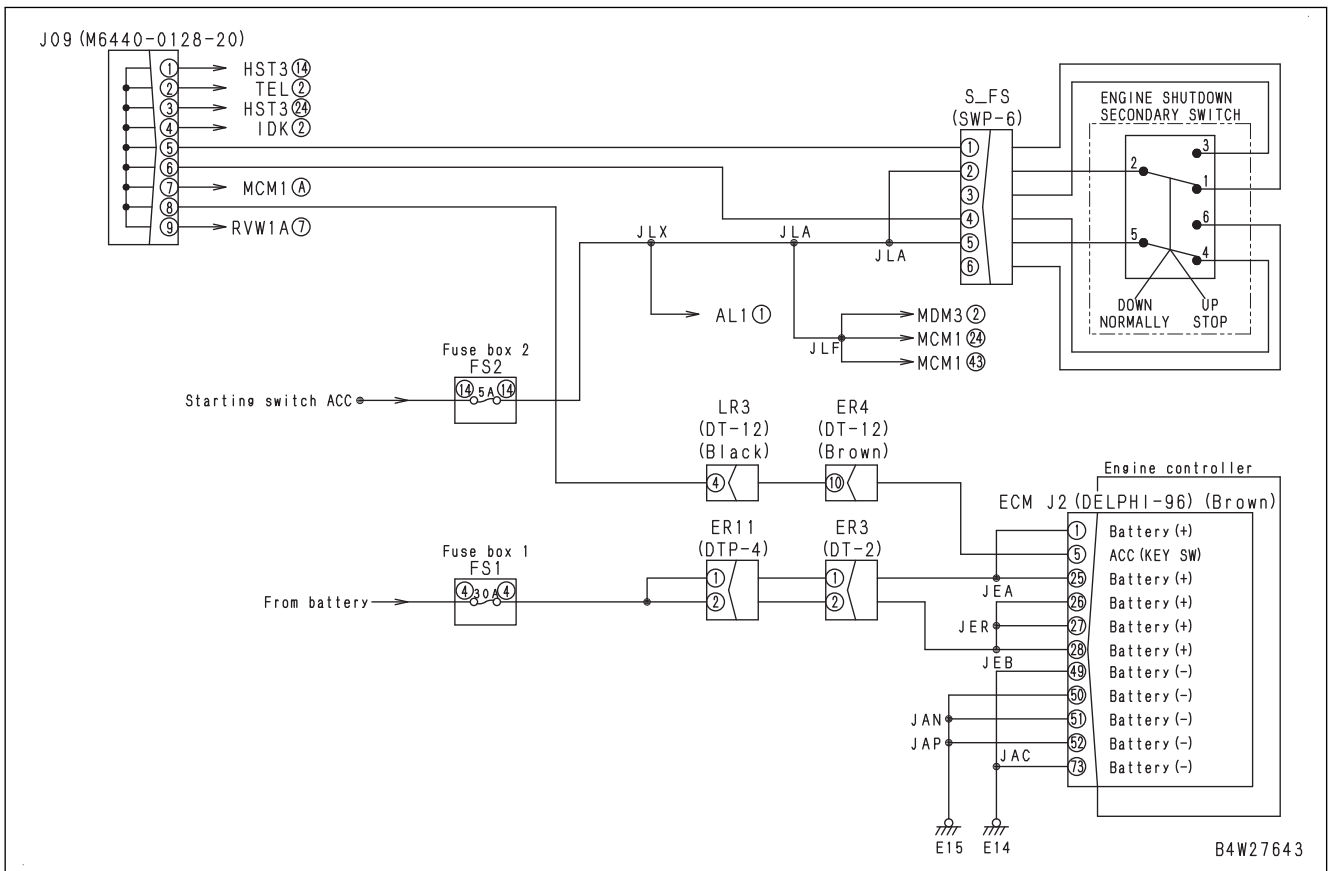 J09 (M6440-0128-20)
① HST3⑭
② TEL②
③ HST3㉔
④ IDK②
⑤
⑥
⑦ MCM1Ⓐ
⑧
⑨ RVW1A⑦
S_FS
(SWP-6)
①
②
③
④
⑤
⑥
ENGINE SHUTDOWN
SECONDARY SWITCH
3
2
1
6
5
4
DOWN
NORMALLY
UP
STOP
JLX
JLA
JLA
AL1①
JLF
MDM3②
MCM1㉔
MCM1㊸
Fuse box 2
FS2
⑭ 5A ⑭
Starting switch ACC
LR3
(DT-12)
(Black)
④
ER4
(DT-12)
(Brown)
⑩
ER11
(DTP-4)
①
②
ER3
(DT-2)
①
②
Fuse box 1
FS1
④ 30A ④
From battery
Engine controller
ECM J2 (DELPHI-96) (Brown)
① Battery (+)
⑤ ACC (KEY SW)
㉕ Battery (+)
㉖ Battery (+)
㉗ Battery (+)
㉘ Battery (+)
㊾ Battery (-)
㊿ Battery (-)
51 Battery (-)
52 Battery (-)
73 Battery (-)
JEA
JER
JEB
JAN
JAP
JAC
E15
E14
B4W27643